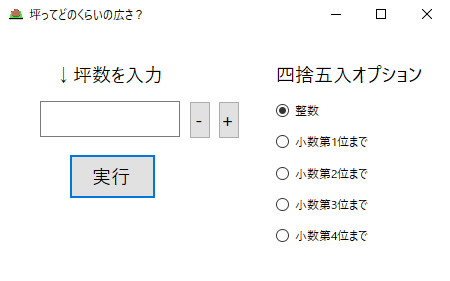 坪ってどのくらいの広さ？
↓坪数を入力
- +
実行
四捨五入オプション
整数
小数第1位まで
小数第2位まで
小数第3位まで
小数第4位まで